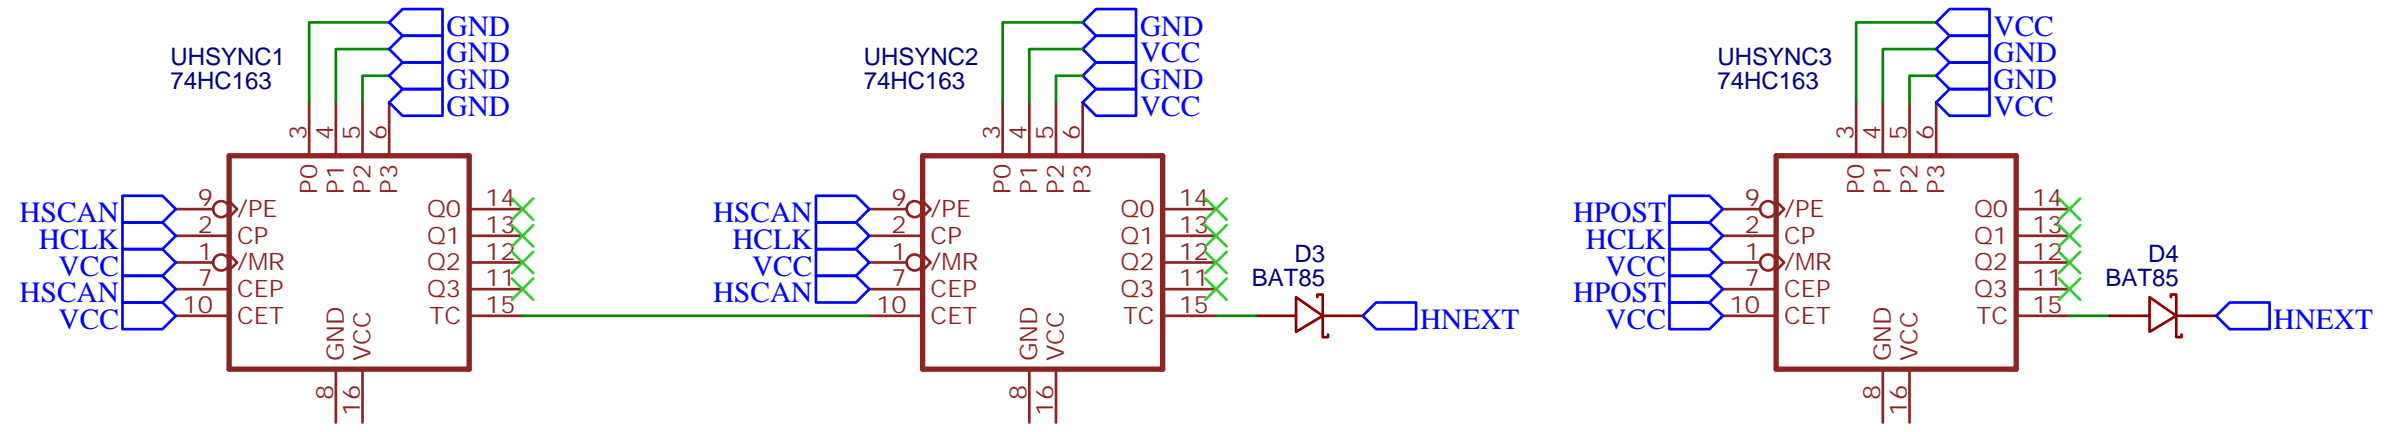 UHSYNC1
74HC163
GND
GND
GND
GND
3 4 5 6
P0 P1 P2 P3
HSCAN 9 /PE Q0 14
HCLK 2 CP Q1 13
VCC 1 /MR Q2 12
HSCAN 7 CEP Q3 11
VCC 10 CET TC 15
GND VCC
8 16
UHSYNC2
74HC163
GND
VCC
GND
VCC
3 4 5 6
P0 P1 P2 P3
HSCAN 9 /PE Q0 14
HCLK 2 CP Q1 13
VCC 1 /MR Q2 12
HSCAN 7 CEP Q3 11
10 CET TC 15
GND VCC
8 16
D3
BAT85
HNEXT
UHSYNC3
74HC163
VCC
GND
GND
VCC
3 4 5 6
P0 P1 P2 P3
HPOST 9 /PE Q0 14
HCLK 2 CP Q1 13
VCC 1 /MR Q2 12
HPOST 7 CEP Q3 11
VCC 10 CET TC 15
GND VCC
8 16
D4
BAT85
HNEXT